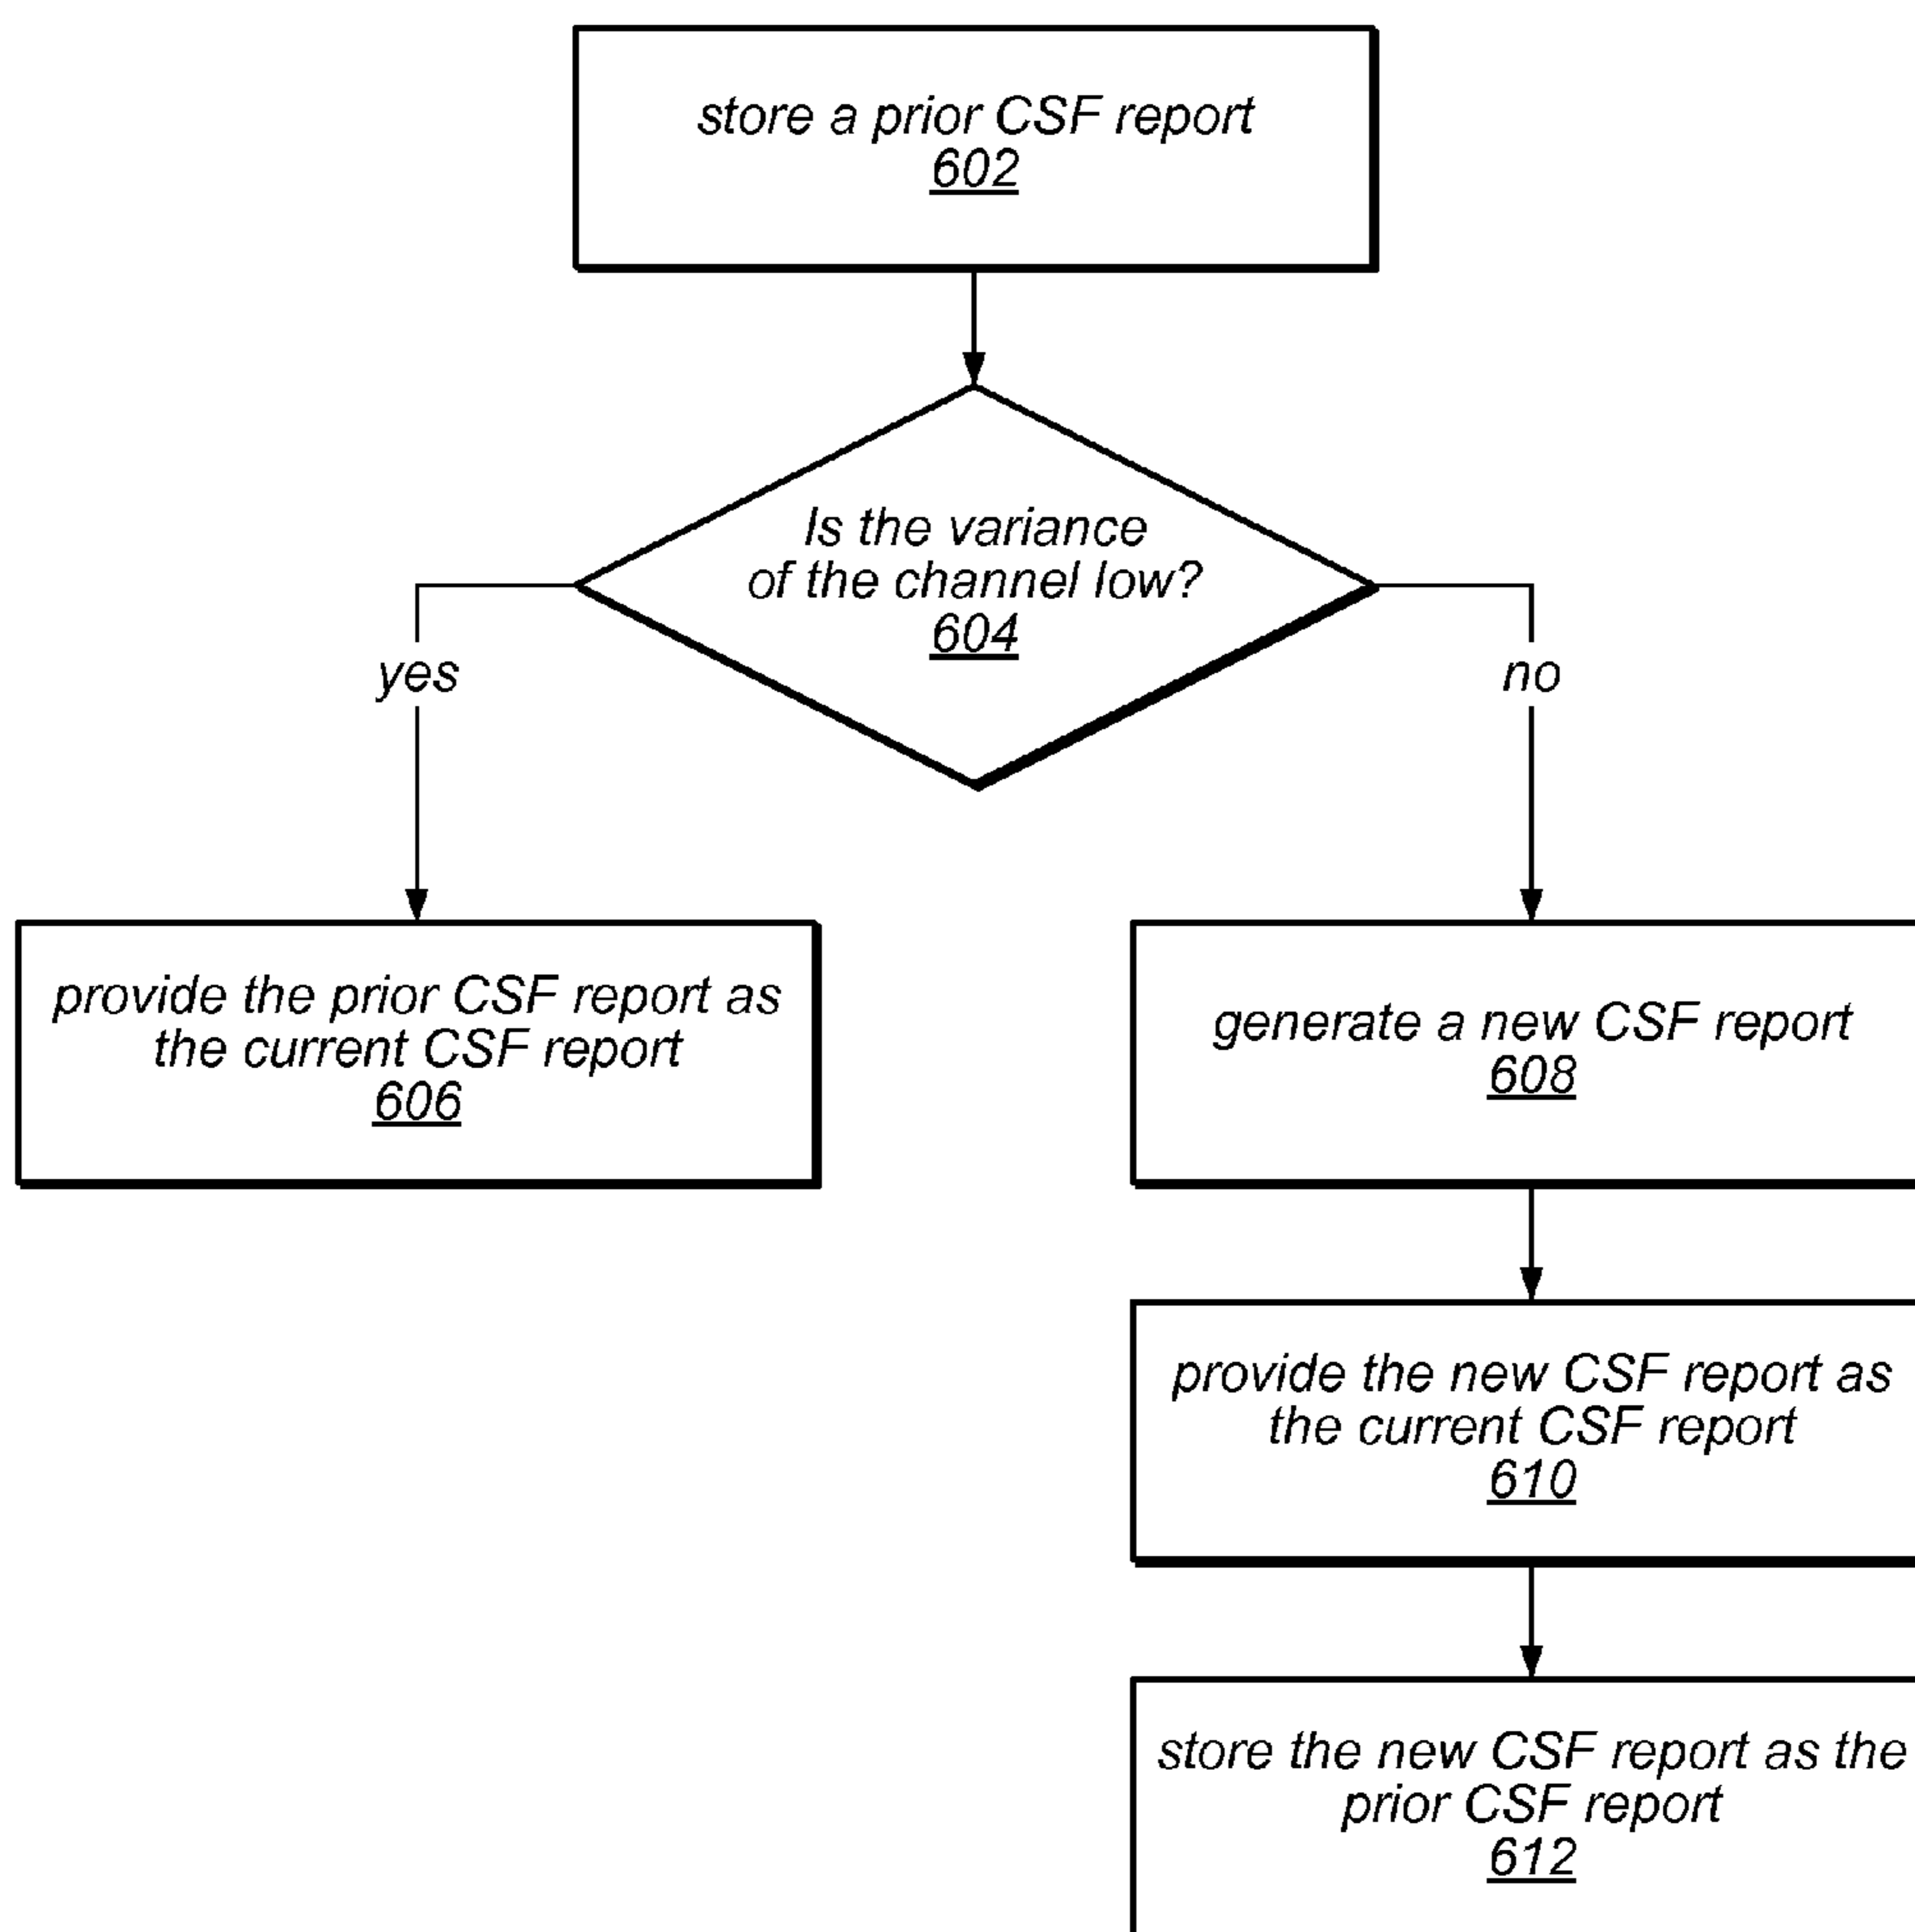 store a prior CSF report
602
Is the variance
of the channel low?
604
yes
no
provide the prior CSF report as
the current CSF report
606
generate a new CSF report
608
provide the new CSF report as
the current CSF report
610
store the new CSF report as the
prior CSF report
612